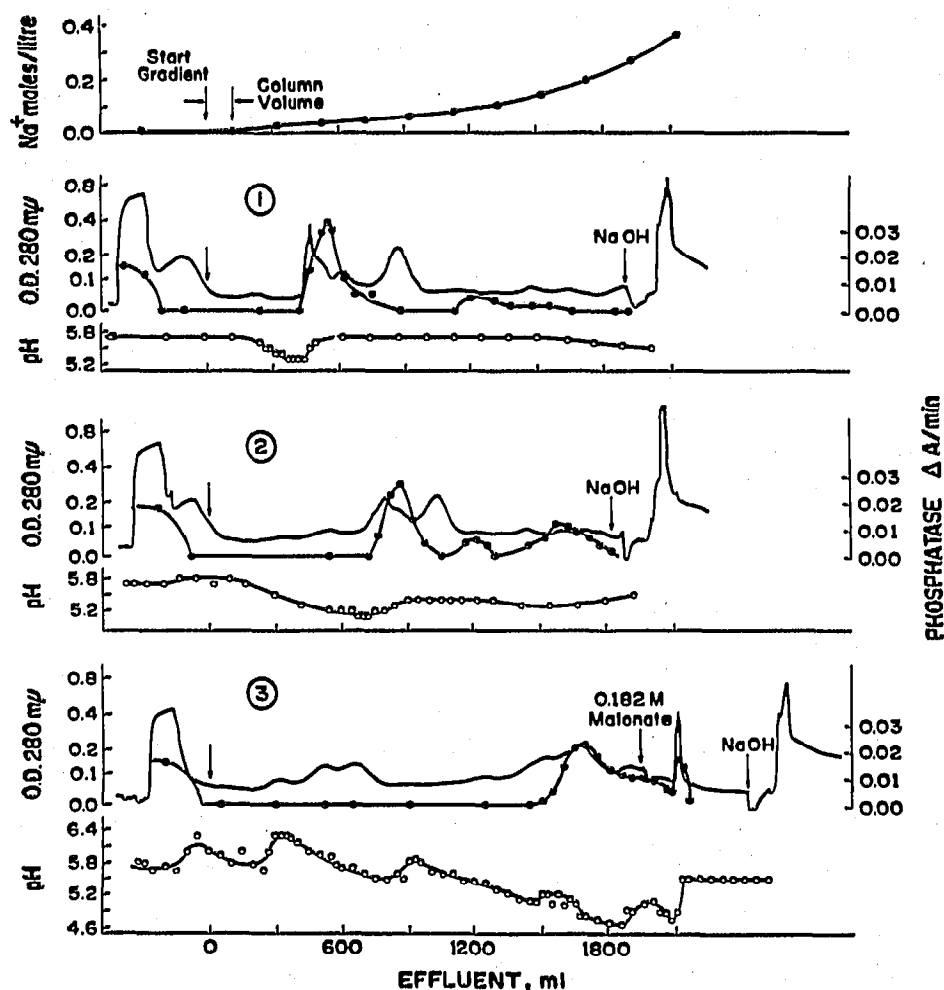 Na⁺ moles/litre
0.4
0.2
0.0
Start
Gradient
Column
Volume
1
O.D. 280 mμ
0.8
0.4
0.2
0.1
0.0
NaOH
0.03
0.02
0.01
0.00
pH
5.8
5.2
2
O.D. 280 mμ
0.8
0.4
0.2
0.1
0.0
NaOH
0.03
0.02
0.01
0.00
pH
5.8
5.2
PHOSPHATASE Δ A/min
3
O.D. 280 mμ
0.8
0.4
0.2
0.1
0.0
0.182 M
Malonate
NaOH
0.03
0.02
0.01
0.00
pH
6.4
5.8
5.2
4.6
0
600
1200
1800
EFFLUENT, ml